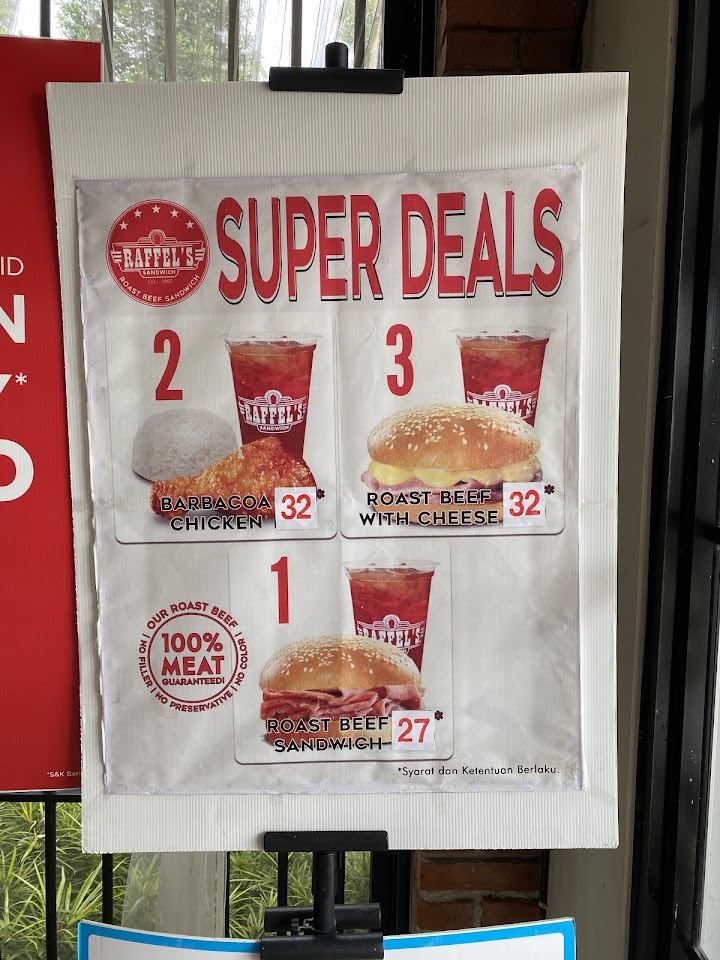 RAFFEL'S
SANDWICH
Est. 1962
ROAST BEEF SANDWICH
SUPER DEALS
2
RAFFEL'S
SANDWICH
BARBACOA
CHICKEN 32*
3
RAFFEL'S
ROAST BEEF
WITH CHEESE 32*
1
RAFFEL'S
ROAST BEEF
SANDWICH 27*
OUR ROAST BEEF
100%
MEAT
GUARANTEED!
| NO FILLER | NO PRESERVATIVE | NO COLOR |
*Syarat dan Ketentuan Berlaku.
ID
N
*
O
*S&K Ber